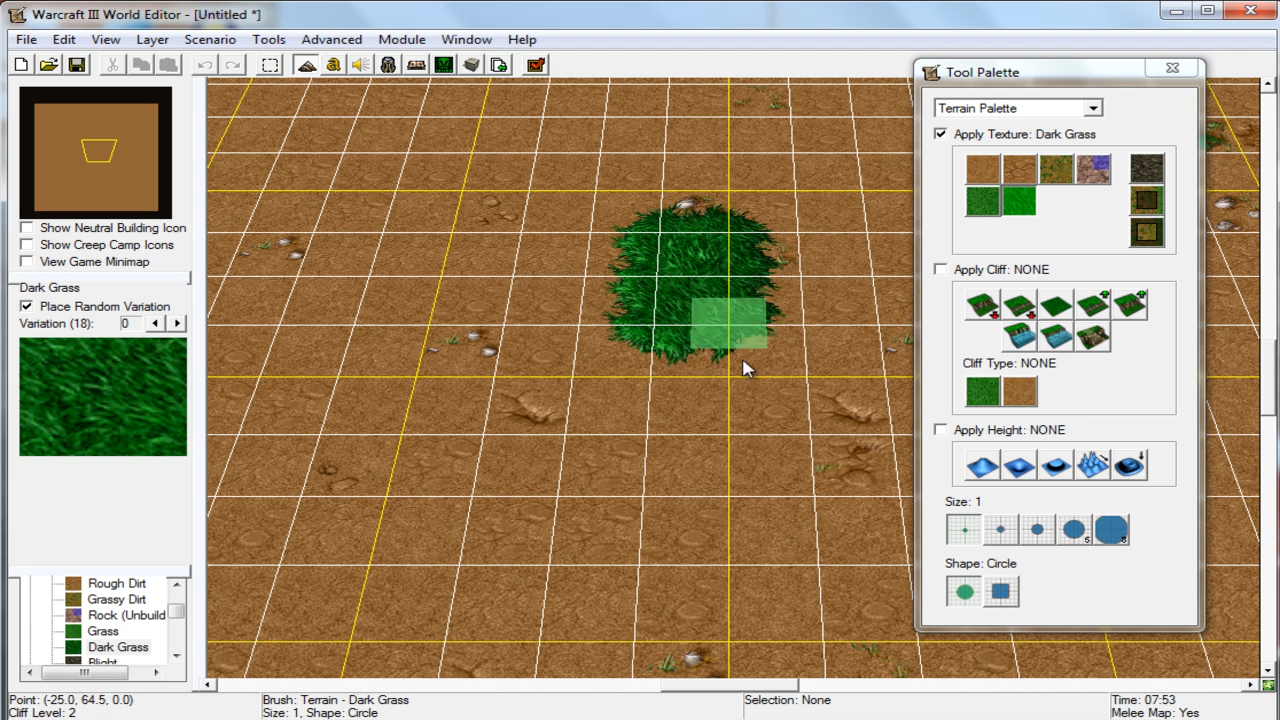 Warcraft III World Editor - [Untitled *]
File Edit View Layer Scenario Tools Advanced Module Window Help
Show Neutral Building Icon
Show Creep Camp Icons
View Game Minimap
Dark Grass
Place Random Variation
Variation (18): 0
Rough Dirt
Grassy Dirt
Rock (Unbuild
Grass
Dark Grass
Blight
Tool Palette
Terrain Palette
Apply Texture: Dark Grass
Apply Cliff: NONE
Cliff Type: NONE
Apply Height: NONE
Size: 1
5 8
Shape: Circle
Point: (-25.0, 64.5, 0.0)
Cliff Level: 2
Brush: Terrain - Dark Grass
Size: 1, Shape: Circle
Selection: None
Time: 07:53
Melee Map: Yes